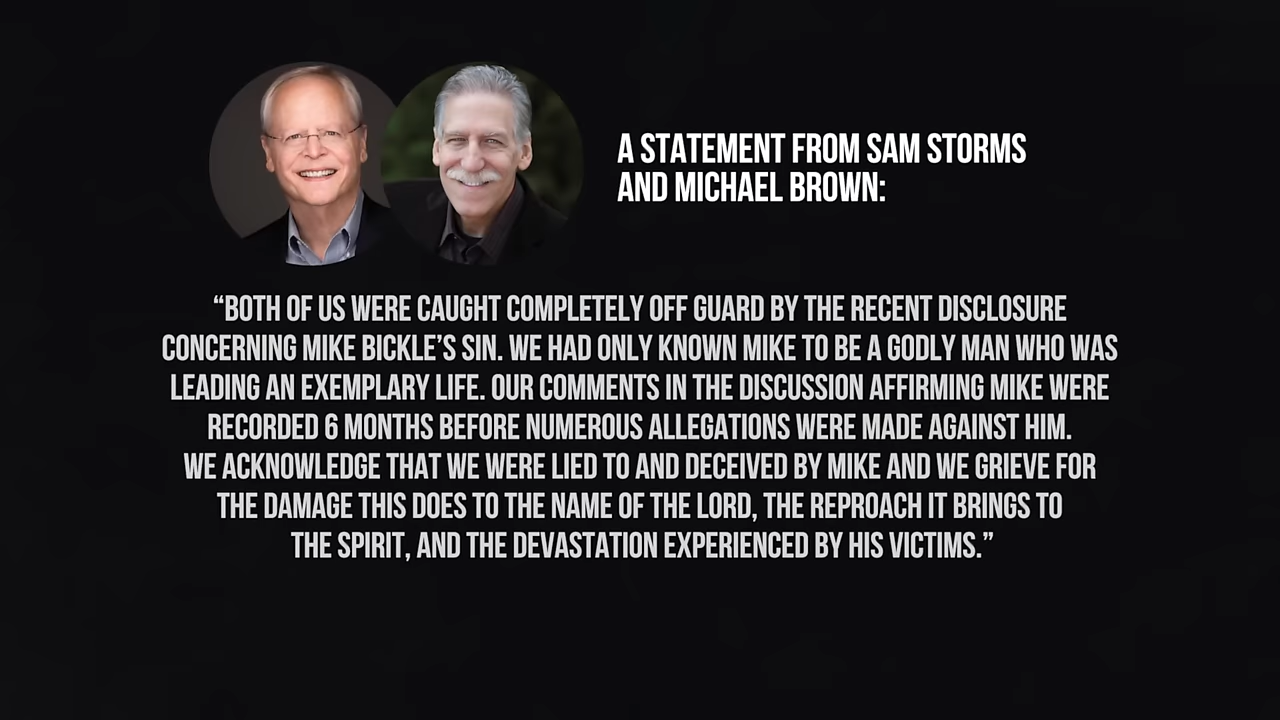 A STATEMENT FROM SAM STORMS
AND MICHAEL BROWN:
“BOTH OF US WERE CAUGHT COMPLETELY OFF GUARD BY THE RECENT DISCLOSURE
CONCERNING MIKE BICKLE’S SIN. WE HAD ONLY KNOWN MIKE TO BE A GODLY MAN WHO WAS
LEADING AN EXEMPLARY LIFE. OUR COMMENTS IN THE DISCUSSION AFFIRMING MIKE WERE
RECORDED 6 MONTHS BEFORE NUMEROUS ALLEGATIONS WERE MADE AGAINST HIM.
WE ACKNOWLEDGE THAT WE WERE LIED TO AND DECEIVED BY MIKE AND WE GRIEVE FOR
THE DAMAGE THIS DOES TO THE NAME OF THE LORD, THE REPROACH IT BRINGS TO
THE SPIRIT, AND THE DEVASTATION EXPERIENCED BY HIS VICTIMS.”